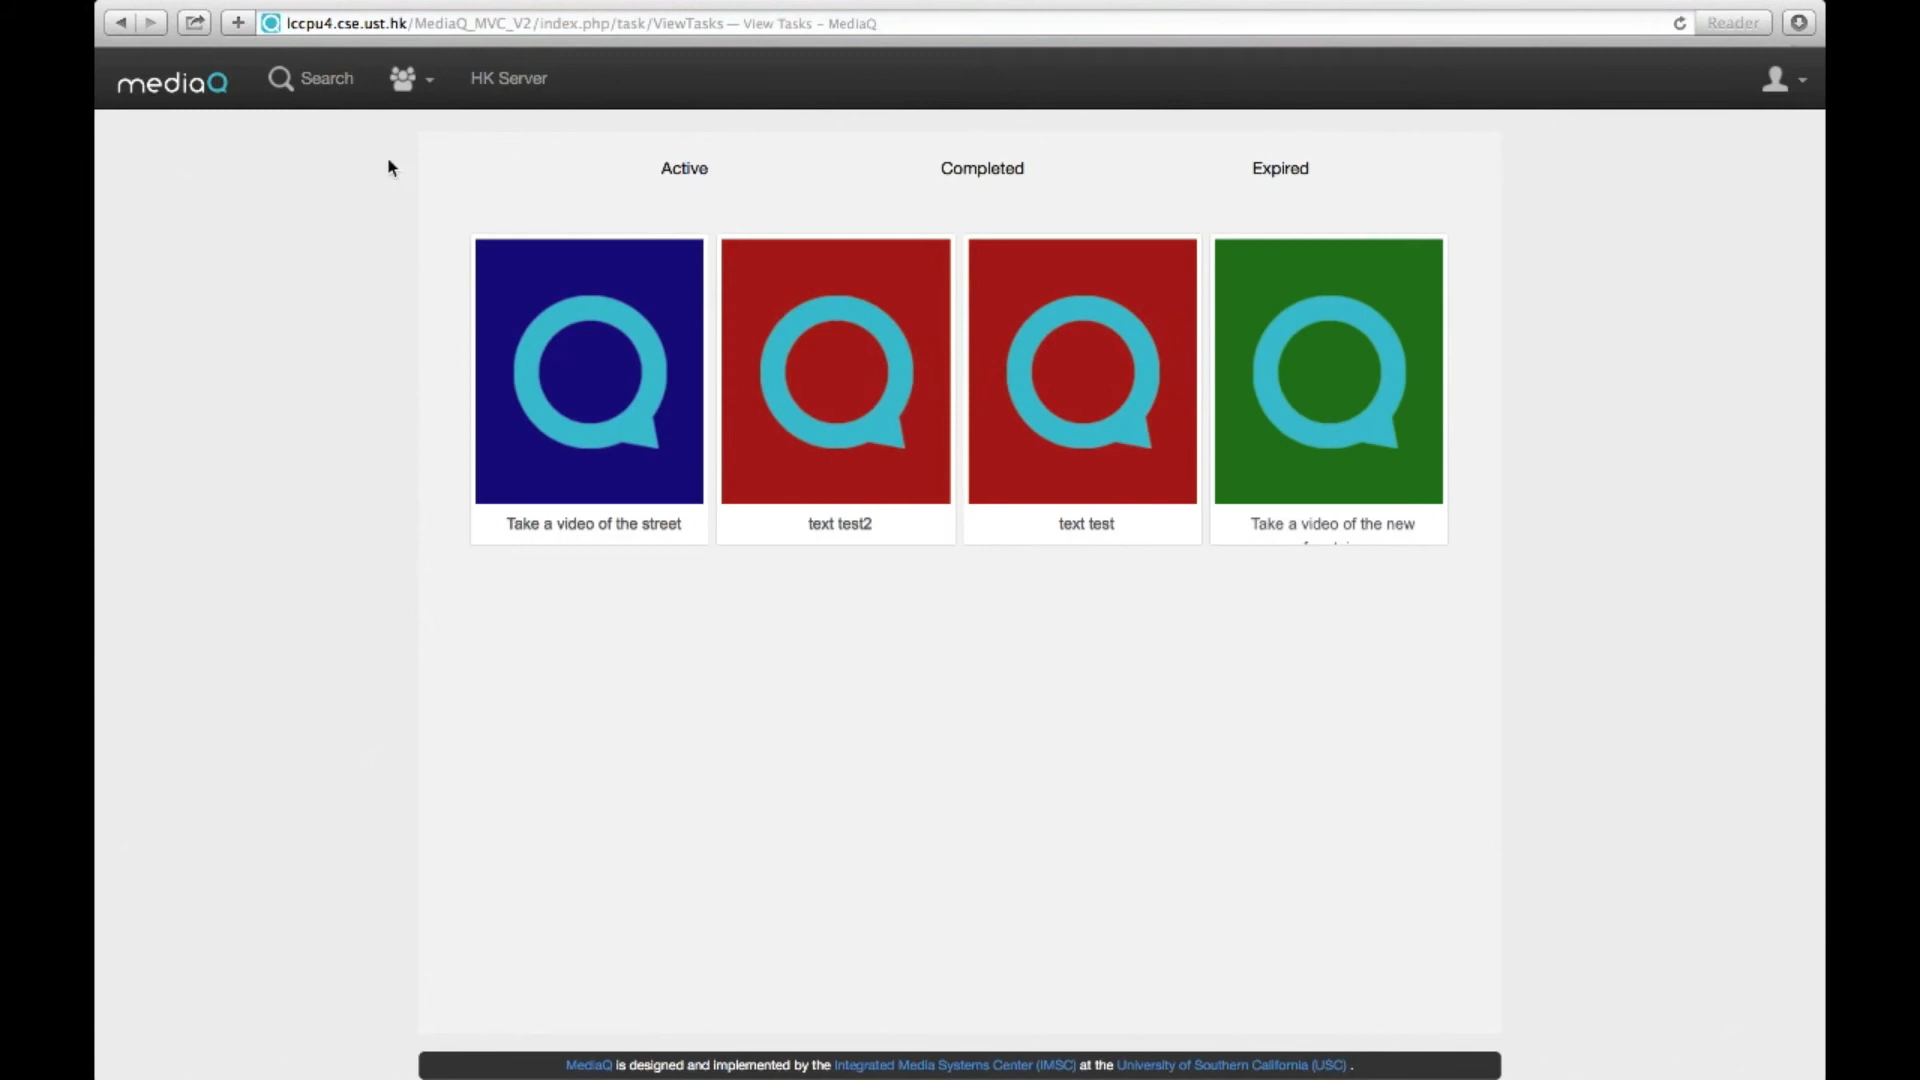 lccpu4.cse.ust.hk/MediaQ_MVC_V2/index.php/task/ViewTasks — View Tasks – MediaQ
Reader
mediaQ
Search
HK Server
Active
Completed
Expired
Take a video of the street
text test2
text test
Take a video of the new
MediaQ is designed and implemented by the Integrated Media Systems Center (IMSC) at the University of Southern California (USC) .